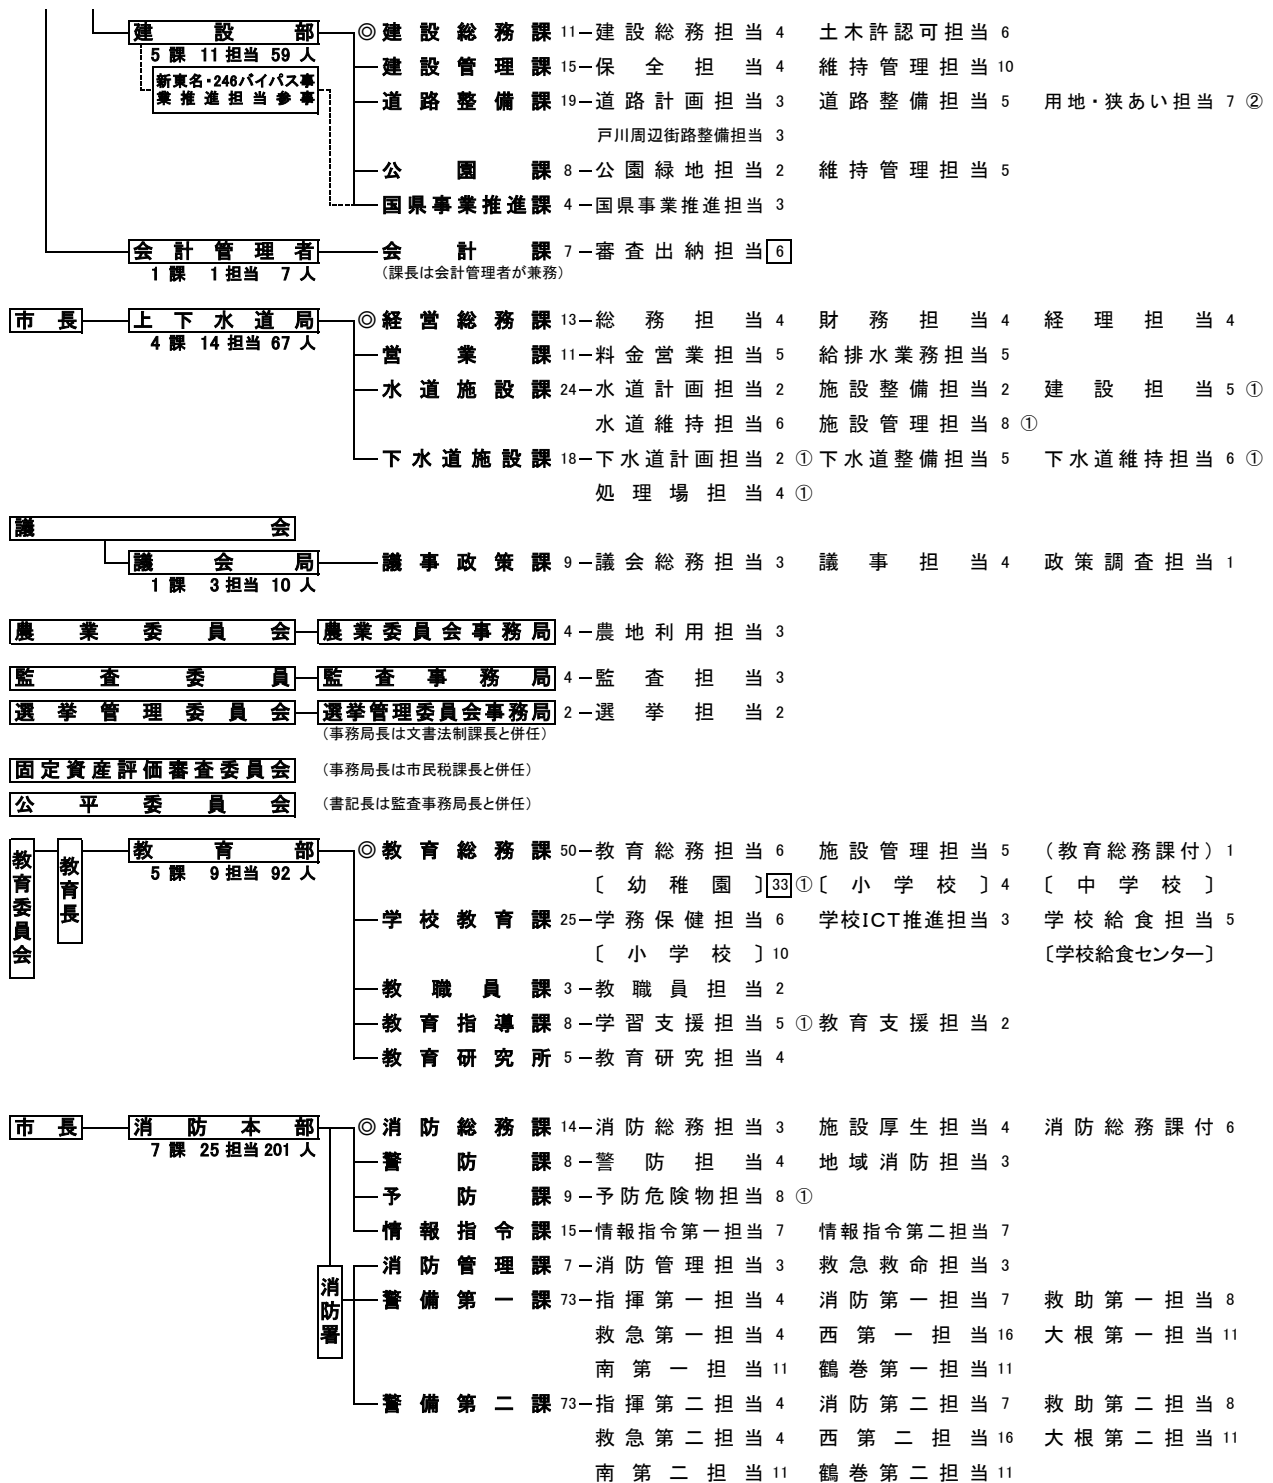 建設部 ◎建設総務課 11 建設総務担当 4 土木許認可担当 6
5課 11担当 59人
建設管理課 15 保全担当 4 維持管理担当 10
新東名・246バイパス事
業推進担当参事
道路整備課 19 道路計画担当 3 道路整備担当 5 用地・狭あい担当 7 ②
戸川周辺街路整備担当 3
公園課 8 公園緑地担当 2 維持管理担当 5
国県事業推進課 4 国県事業推進担当 3
会計管理者 会計課 7 審査出納担当 6
1課 1担当 7人 (課長は会計管理者が兼務)
市長 上下水道局 ◎経営総務課 13 総務担当 4 財務担当 4 経理担当 4
4課 14担当 67人
営業課 11 料金営業担当 5 給排水業務担当 5
水道施設課 24 水道計画担当 2 施設整備担当 2 建設担当 5 ①
水道維持担当 6 施設管理担当 8 ①
下水道施設課 18 下水道計画担当 2 ① 下水道整備担当 5 下水道維持担当 6 ①
処理場担当 4 ①
議会
議会局 議事政策課 9 議会総務担当 3 議事担当 4 政策調査担当 1
1課 3担当 10人
農業委員会 農業委員会事務局 4 農地利用担当 3
監査委員 監査事務局 4 監査担当 3
選挙管理委員会 選挙管理委員会事務局 2 選挙担当 2
(事務局長は文書法制課長と併任)
固定資産評価審査委員会 (事務局長は市民税課長と併任)
公平委員会 (書記長は監査事務局長と併任)
教育委員会 教育長 教育部 ◎教育総務課 50 教育総務担当 6 施設管理担当 5 (教育総務課付) 1
5課 9担当 92人
〔幼稚園〕 33 ① 〔小学校〕 4 〔中学校〕
学校教育課 25 学務保健担当 6 学校ICT推進担当 3 学校給食担当 5
〔小学校〕 10 〔学校給食センター〕
教職員課 3 教職員担当 2
教育指導課 8 学習支援担当 5 ① 教育支援担当 2
教育研究所 5 教育研究担当 4
市長 消防本部 ◎消防総務課 14 消防総務担当 3 施設厚生担当 4 消防総務課付 6
7課 25担当 201人
警防課 8 警防担当 4 地域消防担当 3
予防課 9 予防危険物担当 8 ①
情報指令課 15 情報指令第一担当 7 情報指令第二担当 7
消防署 消防管理課 7 消防管理担当 3 救急救命担当 3
警備第一課 73 指揮第一担当 4 消防第一担当 7 救助第一担当 8
救急第一担当 4 西第一担当 16 大根第一担当 11
南第一担当 11 鶴巻第一担当 11
警備第二課 73 指揮第二担当 4 消防第二担当 7 救助第二担当 8
救急第二担当 4 西第二担当 16 大根第二担当 11
南第二担当 11 鶴巻第二担当 11